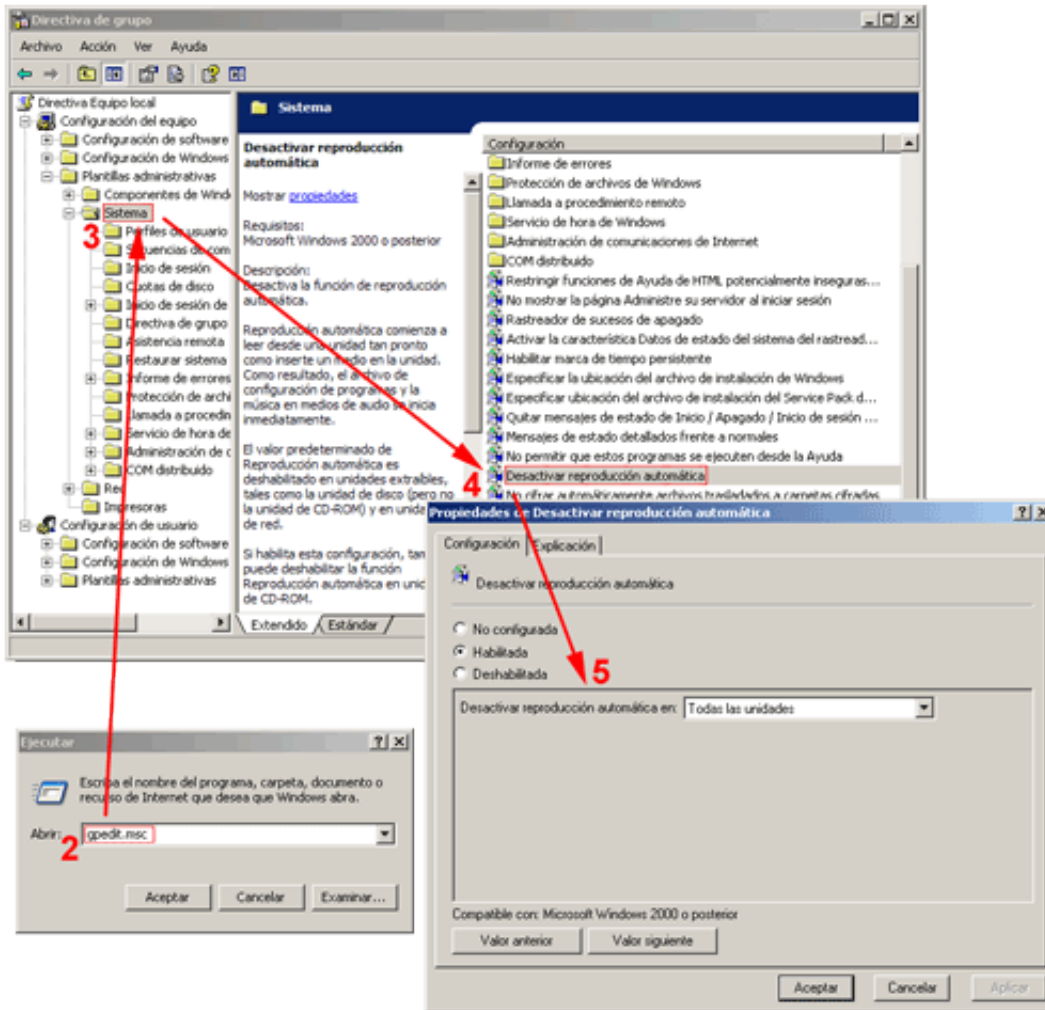 Directiva de grupo
Archivo Acción Ver Ayuda
Directiva Equipo local
Configuración del equipo
Configuración de software
Configuración de Windows
Plantillas administrativas
Componentes de Wind
Sistema
3
Perfiles de usuario
Secuencias de com
Inicio de sesión
Cuotas de disco
Inicio de sesión de
Directiva de grupo
Asistencia remota
Restaurar sistema
Informe de errores
Protección de archi
Llamada a procedin
Servicio de hora de
Administración de c
COM distribuido
Red
Impresoras
Configuración de usuario
Configuración de software
Configuración de Windows
Plantillas administrativas
Sistema
Desactivar reproducción
automática
Mostrar propiedades
Requisitos:
Microsoft Windows 2000 o posterior
Descripción:
Desactiva la función de reproducción
automática.
Reproducción automática comienza a
leer desde una unidad tan pronto
como inserte un medio en la unidad.
Como resultado, el archivo de
configuración de programas y la
música en medios de audio se inicia
inmediatamente.
El valor predeterminado de
Reproducción automática es
deshabilitado en unidades extraíbles,
tales como la unidad de disco (pero no
la unidad de CD-ROM) y en unida
de red.
Si habilita esta configuración, tam
puede deshabilitar la función
Reproducción automática en unic
de CD-ROM.
Extendido Estándar
Configuración
Informe de errores
Protección de archivos de Windows
Llamada a procedimiento remoto
Servicio de hora de Windows
Administración de comunicaciones de Internet
COM distribuido
Restringir funciones de Ayuda de HTML potencialmente inseguras...
No mostrar la página Administre su servidor al iniciar sesión
Rastreador de sucesos de apagado
Activar la característica Datos de estado del sistema del rastread...
Habilitar marca de tiempo persistente
Especificar la ubicación del archivo de instalación de Windows
Especificar ubicación del archivo de instalación del Service Pack d...
Quitar mensajes de estado de Inicio / Apagado / Inicio de sesión ...
Mensajes de estado detallados frente a normales
No permitir que estos programas se ejecuten desde la Ayuda
4
Desactivar reproducción automática
No cifrar automáticamente archivos trasladados a carpetas cifradas
Propiedades de Desactivar reproducción automática
Configuración Explicación
Desactivar reproducción automática
No configurada
Habilitada
Deshabilitada
5
Desactivar reproducción automática en: Todas las unidades
Compatible con: Microsoft Windows 2000 o posterior
Valor anterior Valor siguiente
Aceptar Cancelar Aplicar
Ejecutar
Escriba el nombre del programa, carpeta, documento o
recurso de Internet que desea que Windows abra.
Abrir: gpedit.msc
2
Aceptar Cancelar Examinar...